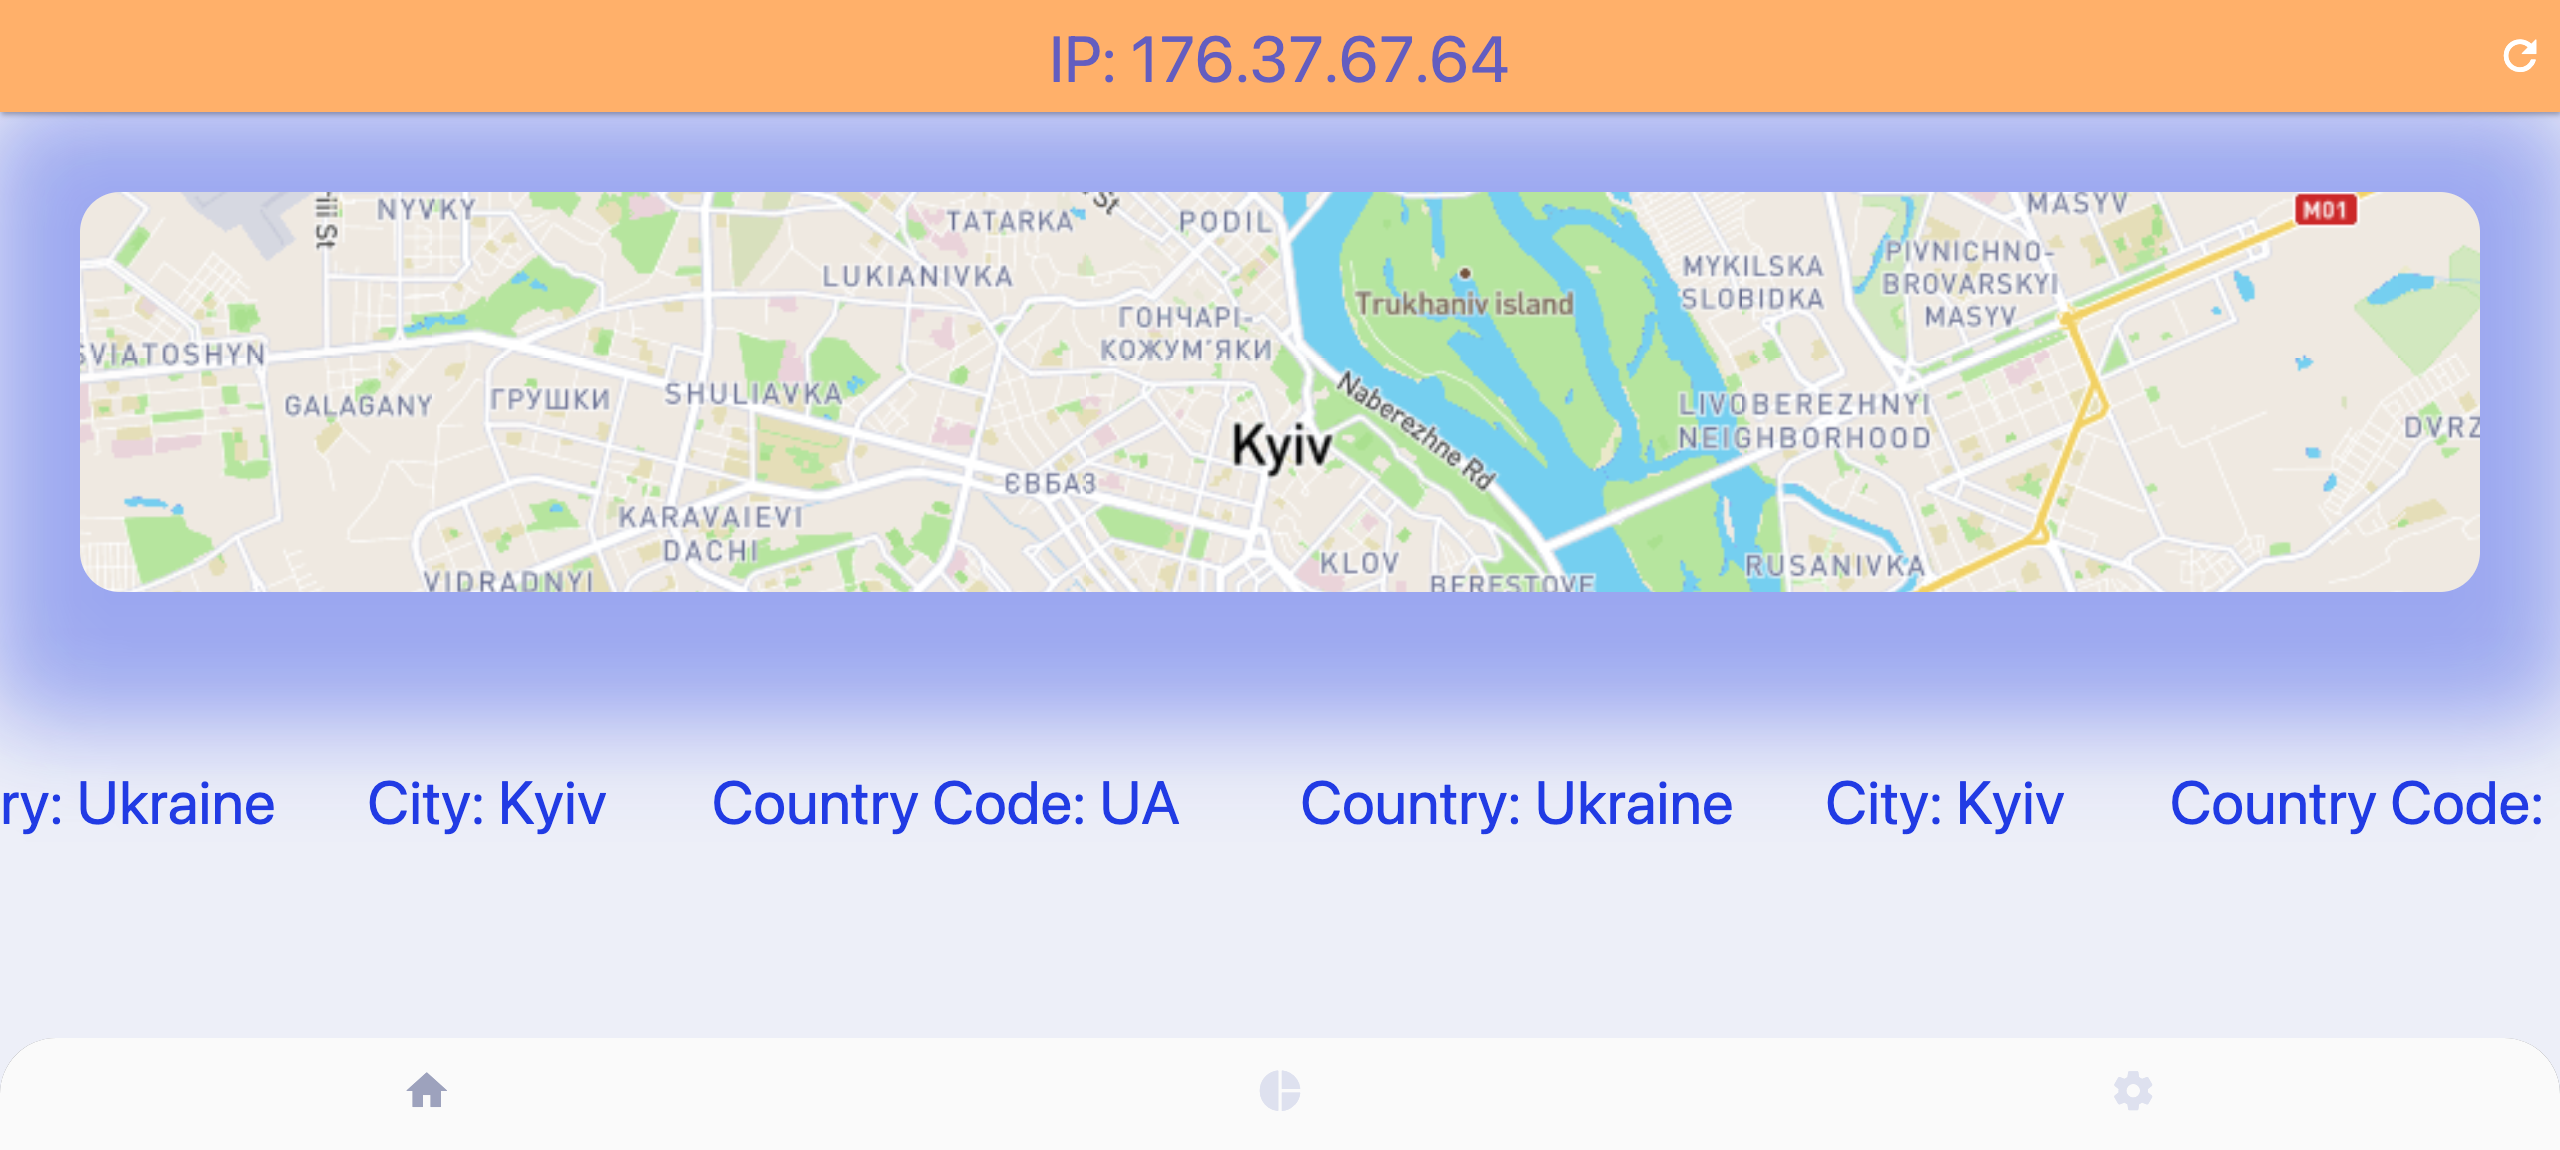 IP: 176.37.67.64
NYVKY
TATARKA
St
PODIL
MASYV
M01
St
LUKIANIVKA
MYKILSKA
SLOBIDKA
PIVNICHNO-
BROVARSKYI
MASYV
Trukhaniv island
ГОНЧАРІ-
КОЖУМ'ЯКИ
SVIATOSHYN
GALAGANY
ГРУШКИ
SHULIAVKA
Naberezhne Rd
LIVOBEREZHNYI
NEIGHBORHOOD
DVRZ
Kyiv
ЄВБАЗ
KARAVAIEVI
DACHI
KLOV
RUSANIVKA
VIDRADNYI
BERESTOVE
ry: Ukraine City: Kyiv Country Code: UA Country: Ukraine City: Kyiv Country Code: